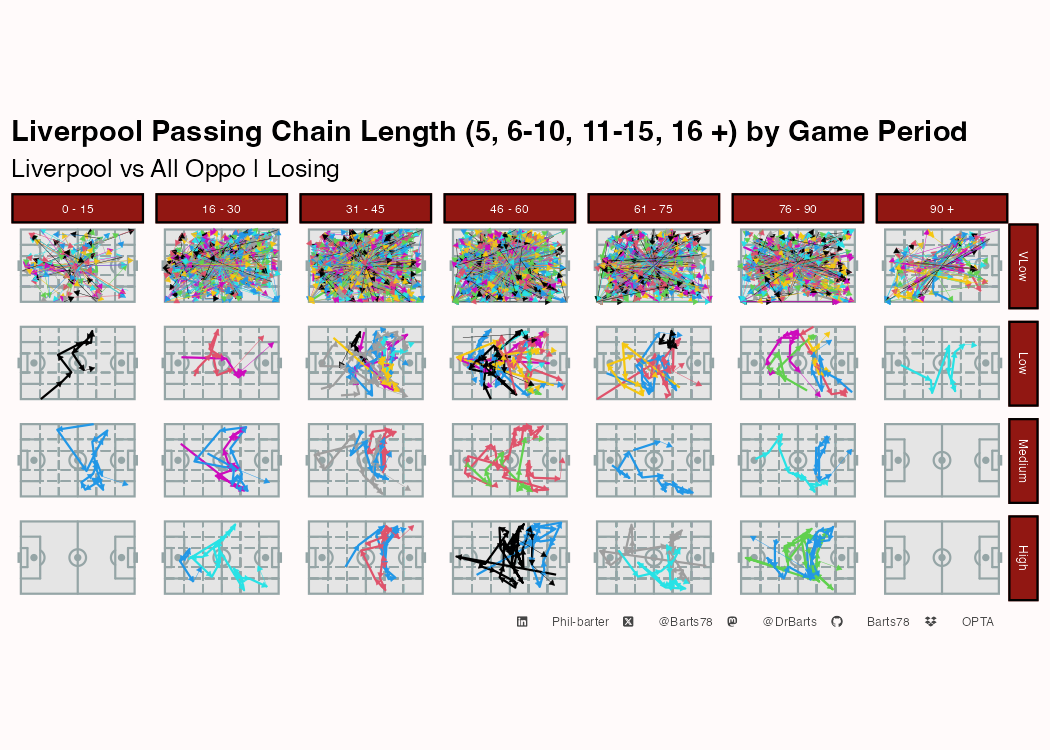 Liverpool Passing Chain Length (5, 6-10, 11-15, 16 +) by Game Period
Liverpool vs All Oppo | Losing
0 - 15
16 - 30
31 - 45
46 - 60
61 - 75
76 - 90
90 +
VLow
Low
Medium
High
Phil-barter @Barts78 @DrBarts Barts78 OPTA